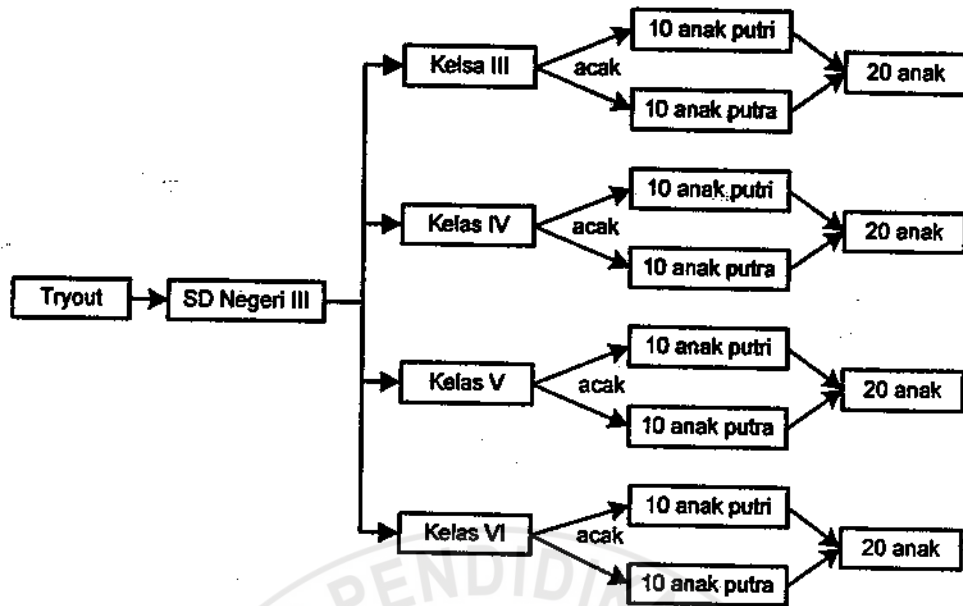 10 anak putri
Kelsa III
acak
20 anak
10 anak putra
10 anak putri
Kelas IV
acak
20 anak
10 anak putra
Tryout
SD Negeri III
10 anak putri
Kelas V
acak
20 anak
10 anak putra
10 anak putri
Kelas VI
acak
20 anak
10 anak putra
PENDIDIKA